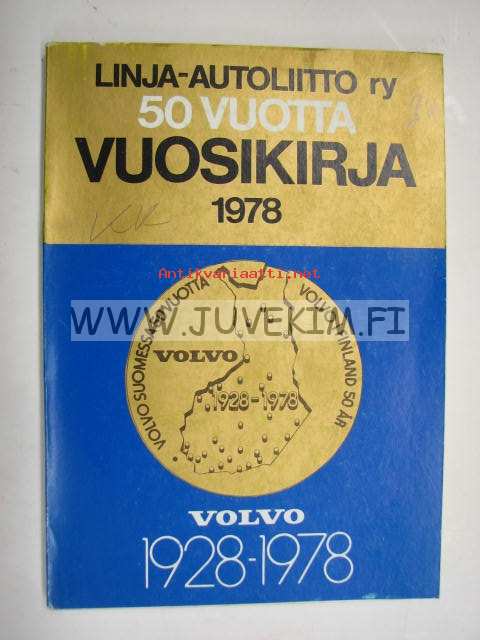 LINJA-AUTOLIITTO ry
50 VUOTTA
VUOSIKIRJA
1978
KK
Antikvariaatti.net
WWW.JUVEKIM.FI
VOLVO SUOMESSA 50 VUOTTA
VOLVO I FINLAND 50 ÅR
VOLVO
1928-1978
VOLVO
1928-1978